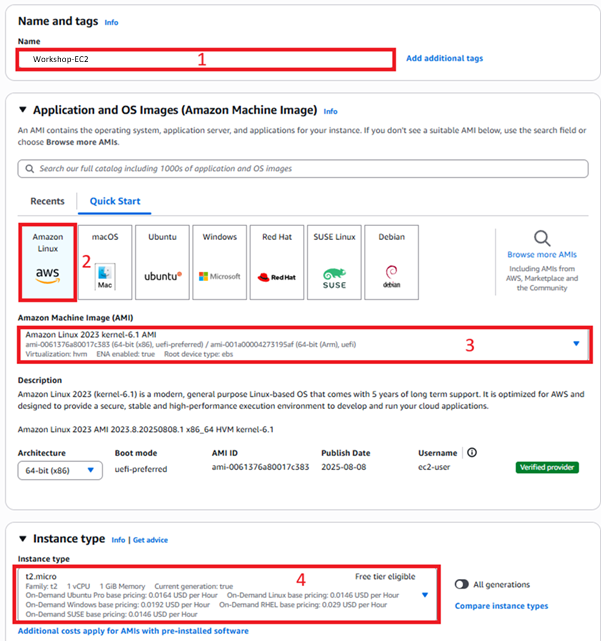 Name and tags Info
Name
Workshop-EC2 1 Add additional tags
▼ Application and OS Images (Amazon Machine Image) Info
An AMI contains the operating system, application server, and applications for your instance. If you don't see a suitable AMI below, use the search field or
choose Browse more AMIs.
Search our full catalog including 1000s of application and OS images
Recents Quick Start
Amazon Linux
aws
2
macOS
Mac
Ubuntu
ubuntu
Windows
Microsoft
Red Hat
Red Hat
SUSE Linux
SUSE
Debian
debian
Browse more AMIs
Including AMIs from
AWS, Marketplace and
the Community
Amazon Machine Image (AMI)
Amazon Linux 2023 kernel-6.1 AMI
ami-0061376a80017c383 (64-bit (x86), uefi-preferred) / ami-001a00004273195af (64-bit (Arm), uefi)
Virtualization: hvm ENA enabled: true Root device type: ebs
3
Description
Amazon Linux 2023 (kernel-6.1) is a modern, general purpose Linux-based OS that comes with 5 years of long term support. It is optimized for AWS and
designed to provide a secure, stable and high-performance execution environment to develop and run your cloud applications.
Amazon Linux 2023 AMI 2023.8.20250808.1 x86_64 HVM kernel-6.1
Architecture Boot mode AMI ID Publish Date Username
64-bit (x86) uefi-preferred ami-0061376a80017c383 2025-08-08 ec2-user Verified provider
▼ Instance type Info | Get advice
Instance type
t2.micro 4 Free tier eligible
Family: t2 1 vCPU 1 GiB Memory Current generation: true
On-Demand Ubuntu Pro base pricing: 0.0164 USD per Hour On-Demand Linux base pricing: 0.0146 USD per Hour
On-Demand Windows base pricing: 0.0192 USD per Hour On-Demand RHEL base pricing: 0.029 USD per Hour
On-Demand SUSE base pricing: 0.0146 USD per Hour
All generations
Compare instance types
Additional costs apply for AMIs with pre-installed software